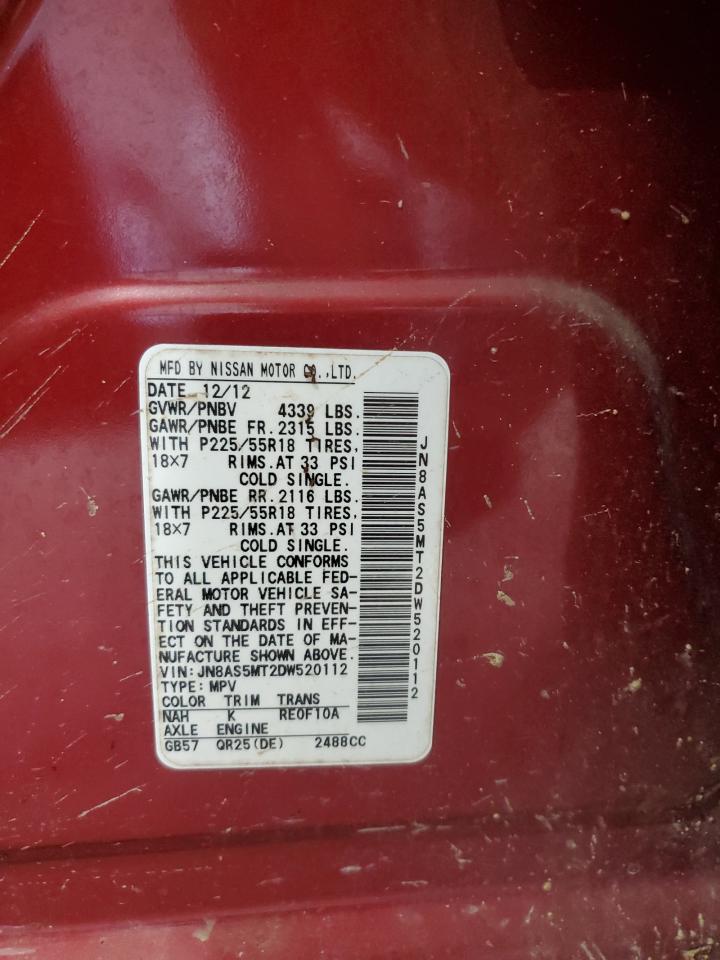 MFD BY NISSAN MOTOR CO.,LTD.
DATE 12/12
GVWR/PNBV 4339 LBS.
GAWR/PNBE FR.2315 LBS.
WITH P225/55R18 TIRES,
18×7 RIMS.AT 33 PSI
COLD SINGLE.
GAWR/PNBE RR.2116 LBS.
WITH P225/55R18 TIRES,
18×7 RIMS.AT 33 PSI
COLD SINGLE.
THIS VEHICLE CONFORMS
TO ALL APPLICABLE FED-
ERAL MOTOR VEHICLE SA-
FETY AND THEFT PREVEN-
TION STANDARDS IN EFF-
ECT ON THE DATE OF MA-
NUFACTURE SHOWN ABOVE.
VIN:JN8AS5MT2DW520112
TYPE:MPV
COLOR TRIM TRANS
NAH K RE0F10A
AXLE ENGINE
GB57 QR25(DE) 2488CC
JN8AS5MT2DW520112